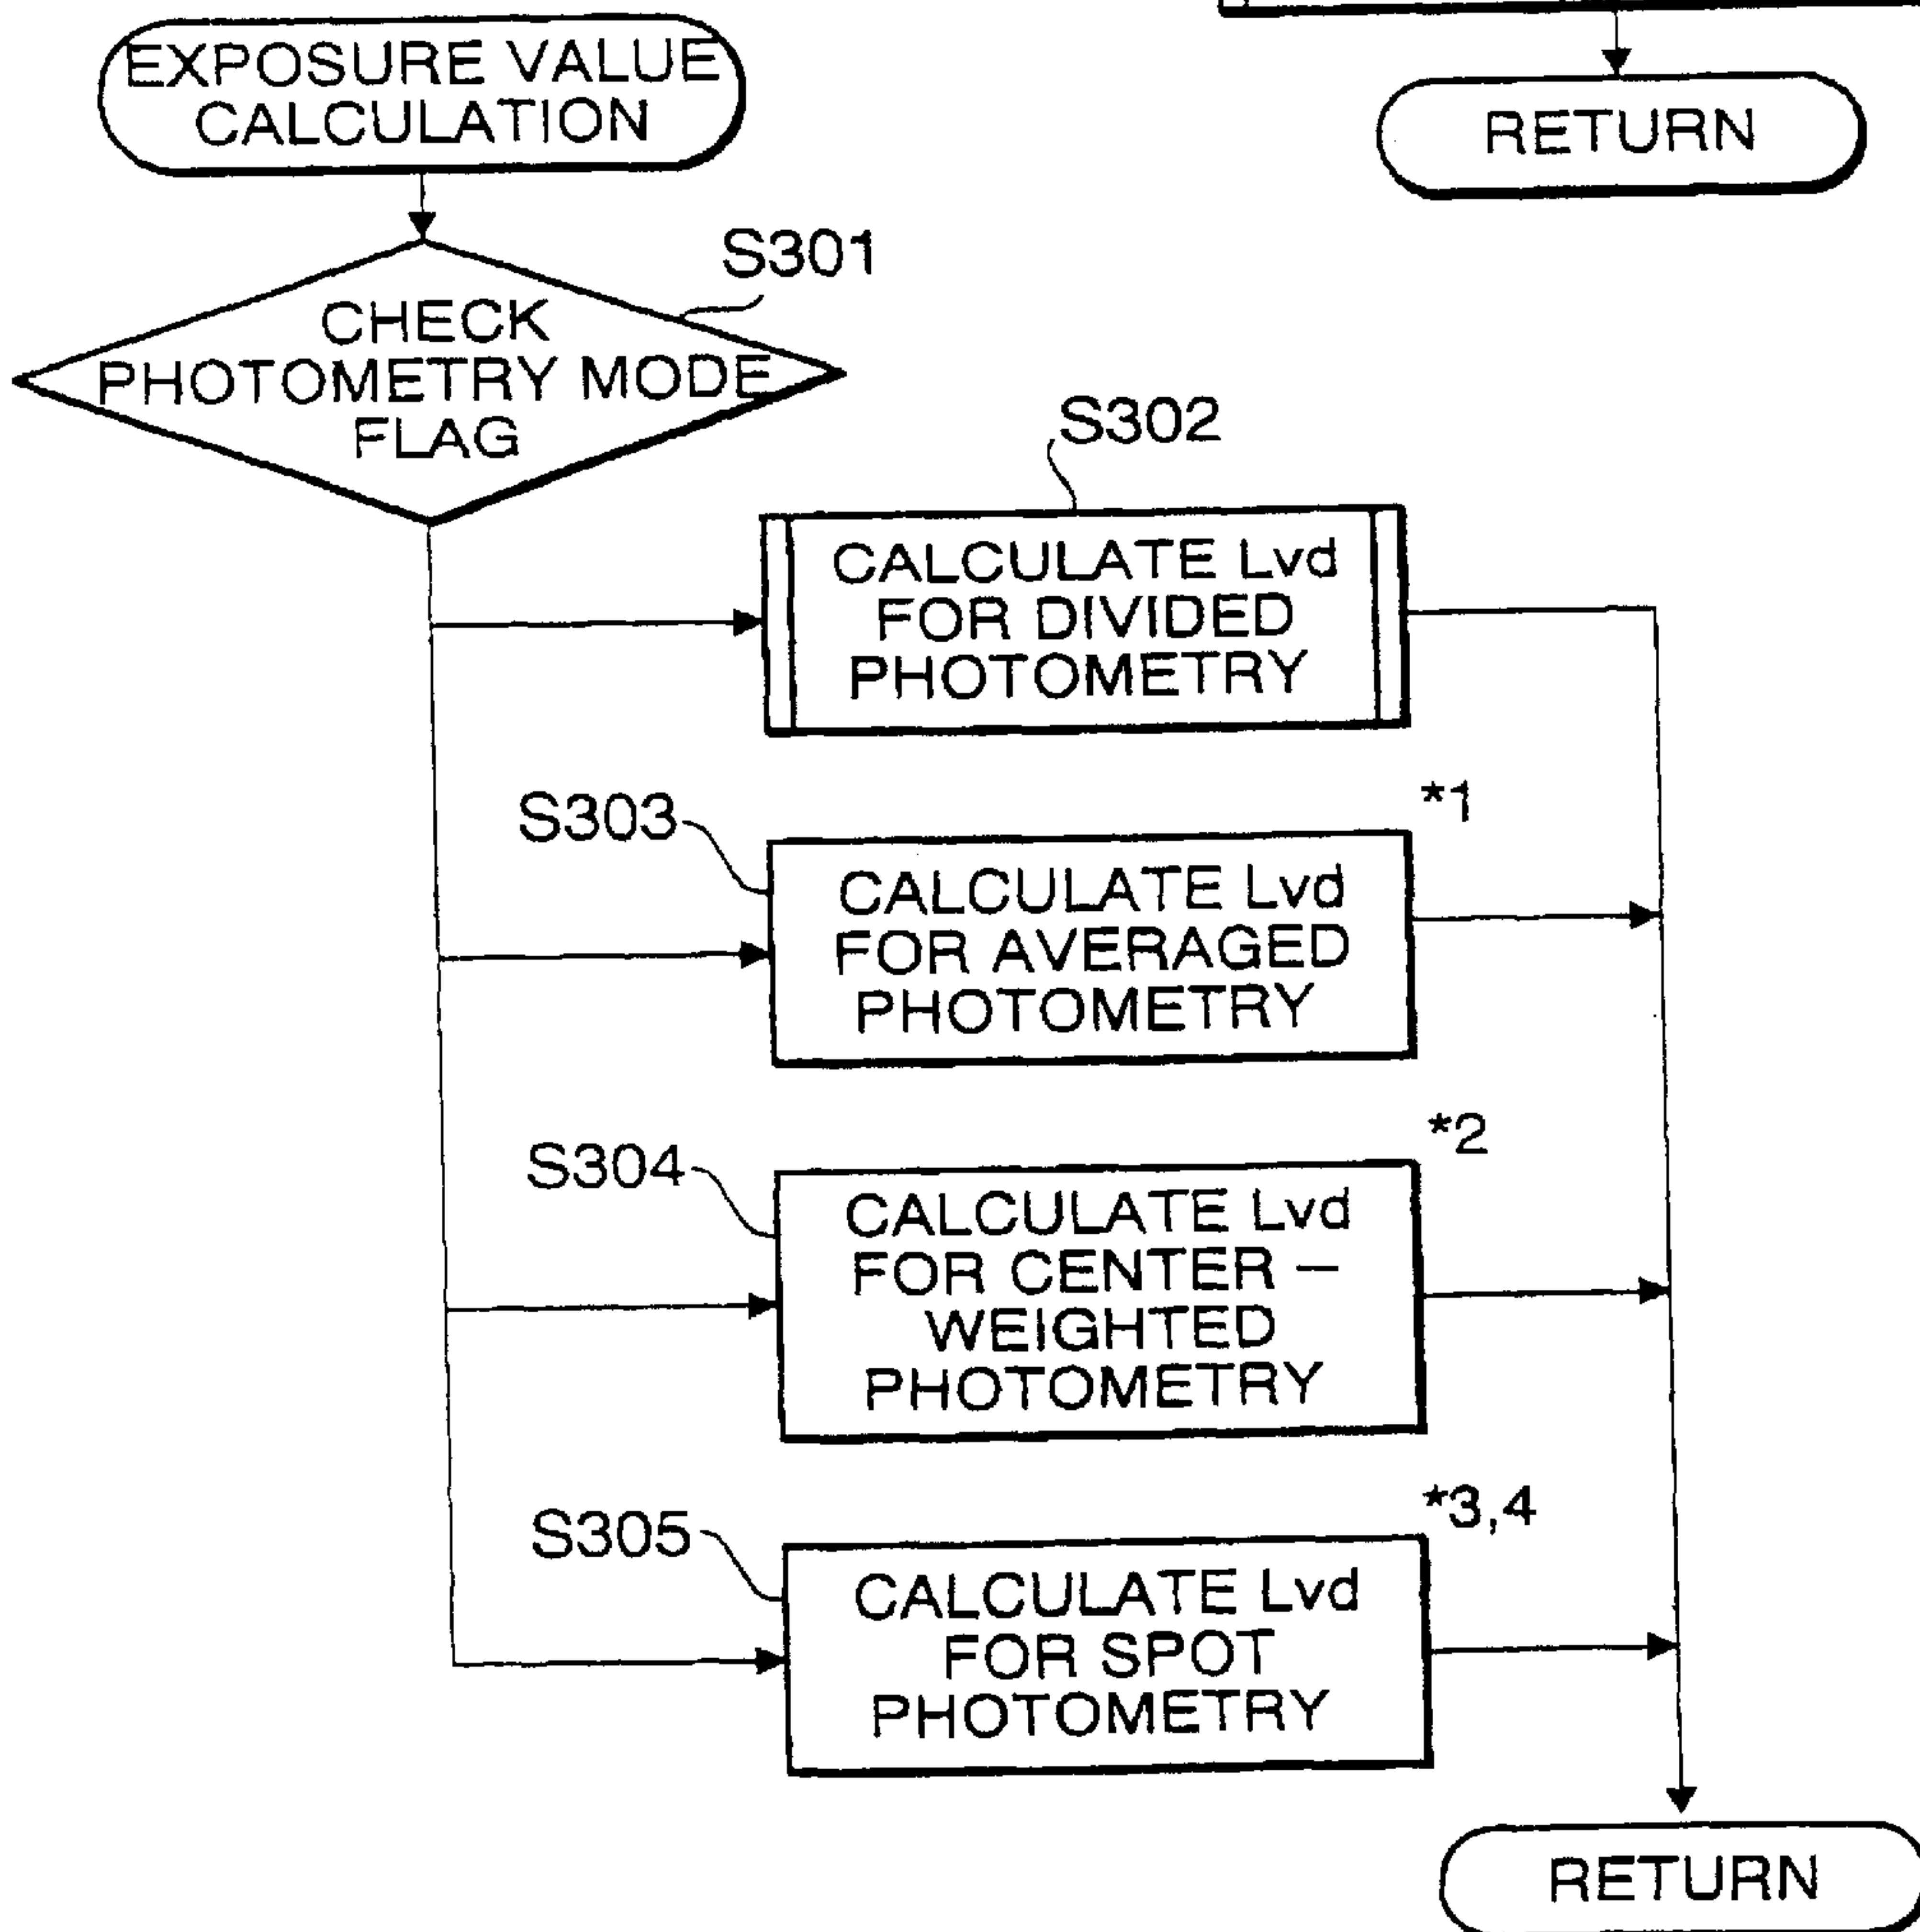 EXPOSURE VALUE
CALCULATION
RETURN
S301
CHECK
PHOTOMETRY MODE
FLAG
S302
CALCULATE Lvd
FOR DIVIDED
PHOTOMETRY
*1
S303
CALCULATE Lvd
FOR AVERAGED
PHOTOMETRY
*2
S304
CALCULATE Lvd
FOR CENTER –
WEIGHTED
PHOTOMETRY
*3,4
S305
CALCULATE Lvd
FOR SPOT
PHOTOMETRY
RETURN